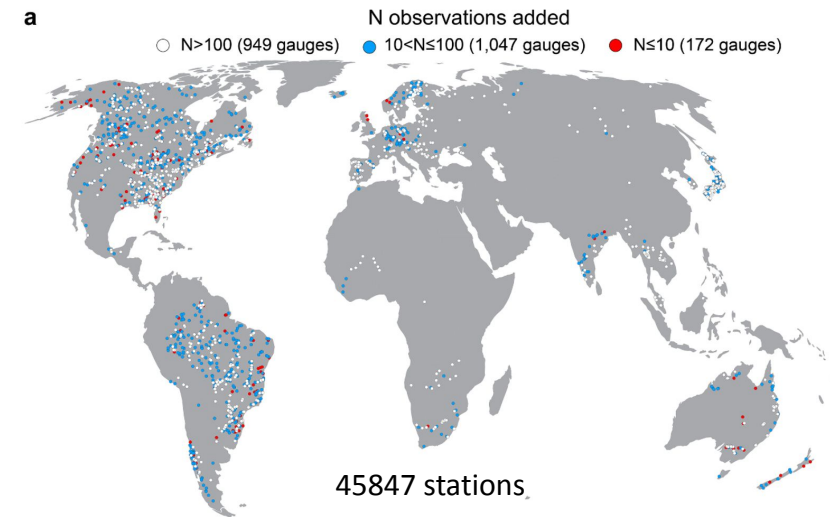 a
N observations added
N>100 (949 gauges) 10<N≤100 (1,047 gauges) N≤10 (172 gauges)
45847 stations